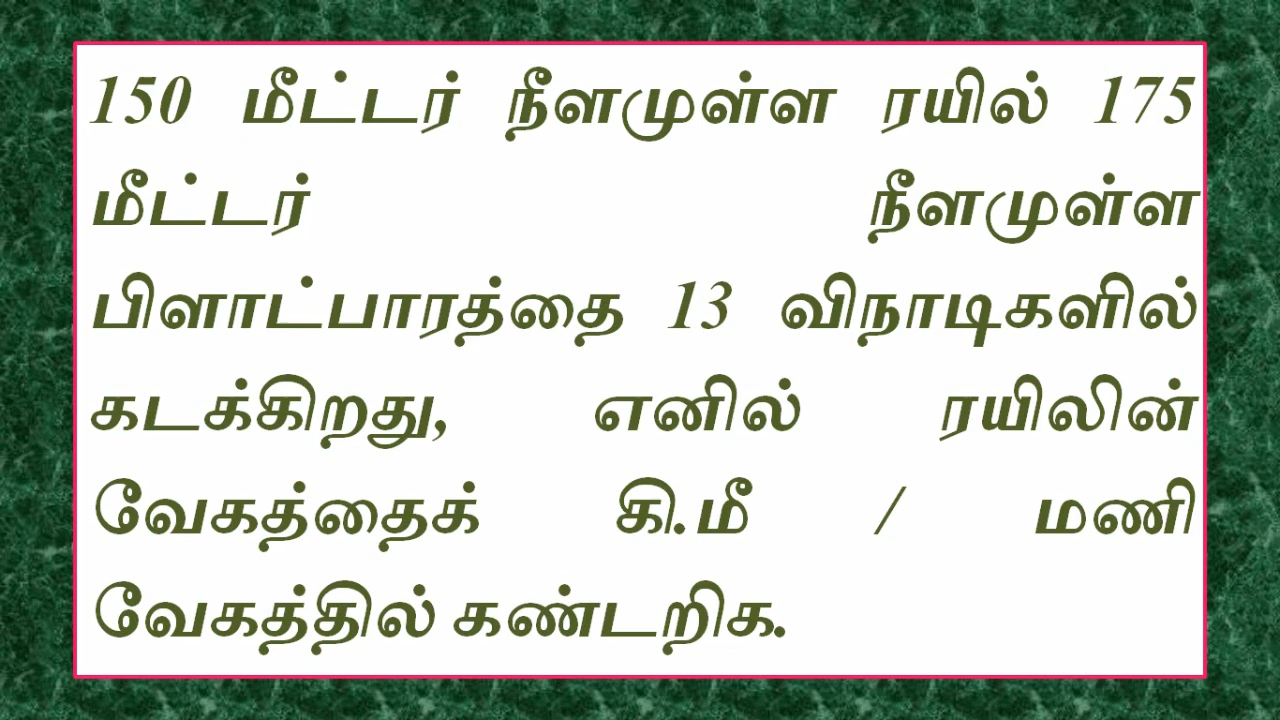 150 மீட்டர் நீளமுள்ள ரயில் 175
மீட்டர் நீளமுள்ள
பிளாட்பாரத்தை 13 விநாடிகளில்
கடக்கிறது, எனில் ரயிலின்
வேகத்தைக் கி.மீ / மணி
வேகத்தில் கண்டறிக.